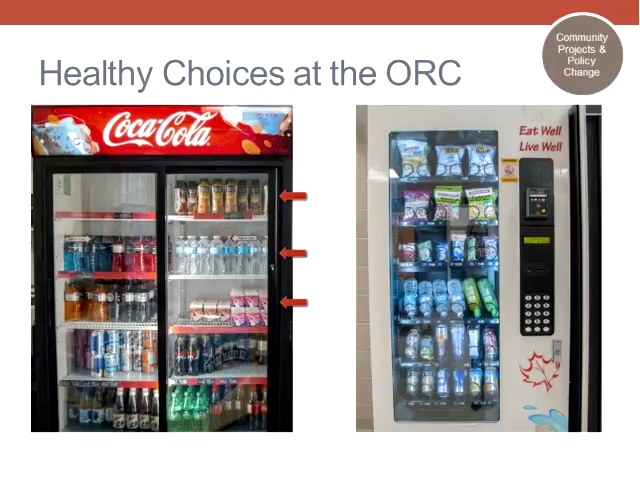 Community
Projects &
Policy
Change
Healthy Choices at the ORC
Coca-Cola
Eat Well
Live Well